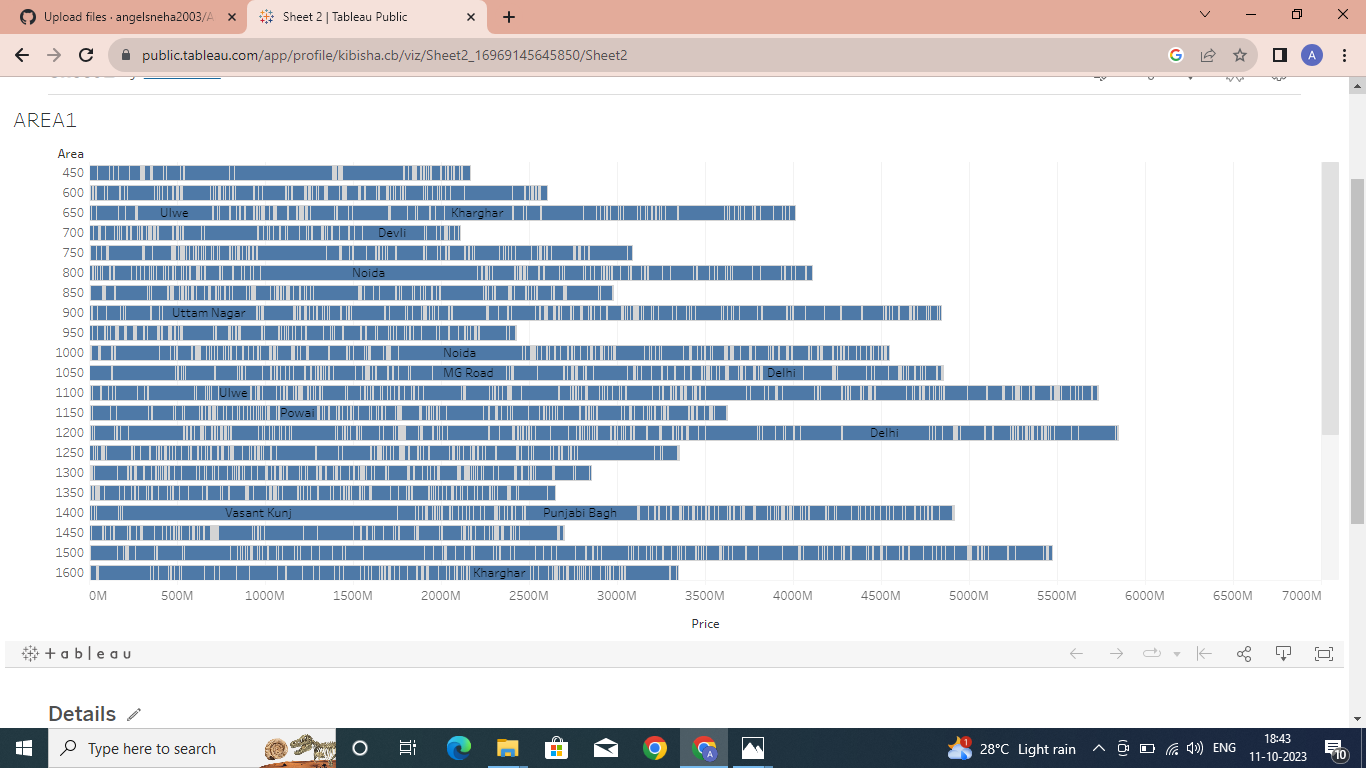 Upload files · angelsneha2003/A
Sheet 2 | Tableau Public
public.tableau.com/app/profile/kibisha.cb/viz/Sheet2_16969145645850/Sheet2
A
AREA1
Area
450
600
650 Ulwe Kharghar
700 Devli
750
800 Noida
850
900 Uttam Nagar
950
1000 Noida
1050 MG Road Delhi
1100 Ulwe
1150 Powai
1200 Delhi
1250
1300
1350
1400 Vasant Kunj Punjabi Bagh
1450
1500
1600 Kharghar
0M 500M 1000M 1500M 2000M 2500M 3000M 3500M 4000M 4500M 5000M 5500M 6000M 6500M 7000M
Price
+ a b | e a u
Details
Type here to search
1
28°C Light rain
ENG
18:43
11-10-2023
10